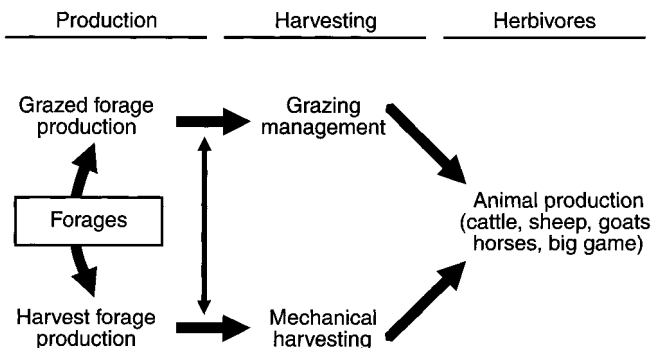 Production
Harvesting
Herbivores
Grazed forage
production
Grazing
management
Forages
Animal production
(cattle, sheep, goats
horses, big game)
Harvest forage
production
Mechanical
harvesting